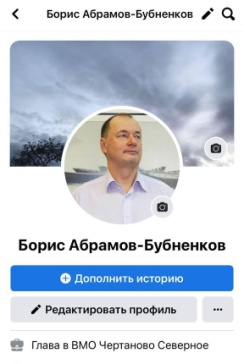 Борис Абрамов-Бубненков
Борис Абрамов-Бубненков
Дополнить историю
Редактировать профиль
Глава в ВМО Чертаново Северное